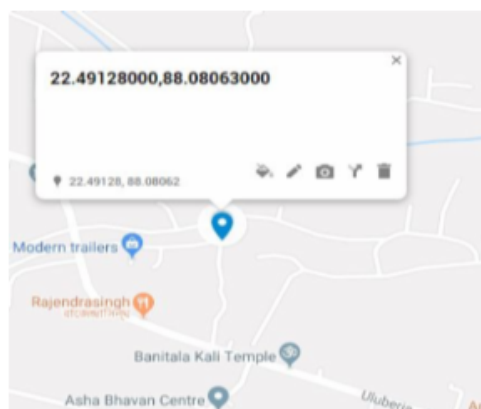 22.49128000,88.08063000
22.49128, 88.08062
Modern trailers
Rajendrasingh
Banitala Kali Temple
Asha Bhavan Centre
Uluberia